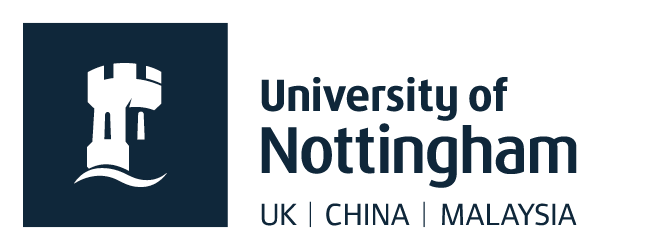 University of
Nottingham
UK | CHINA | MALAYSIA